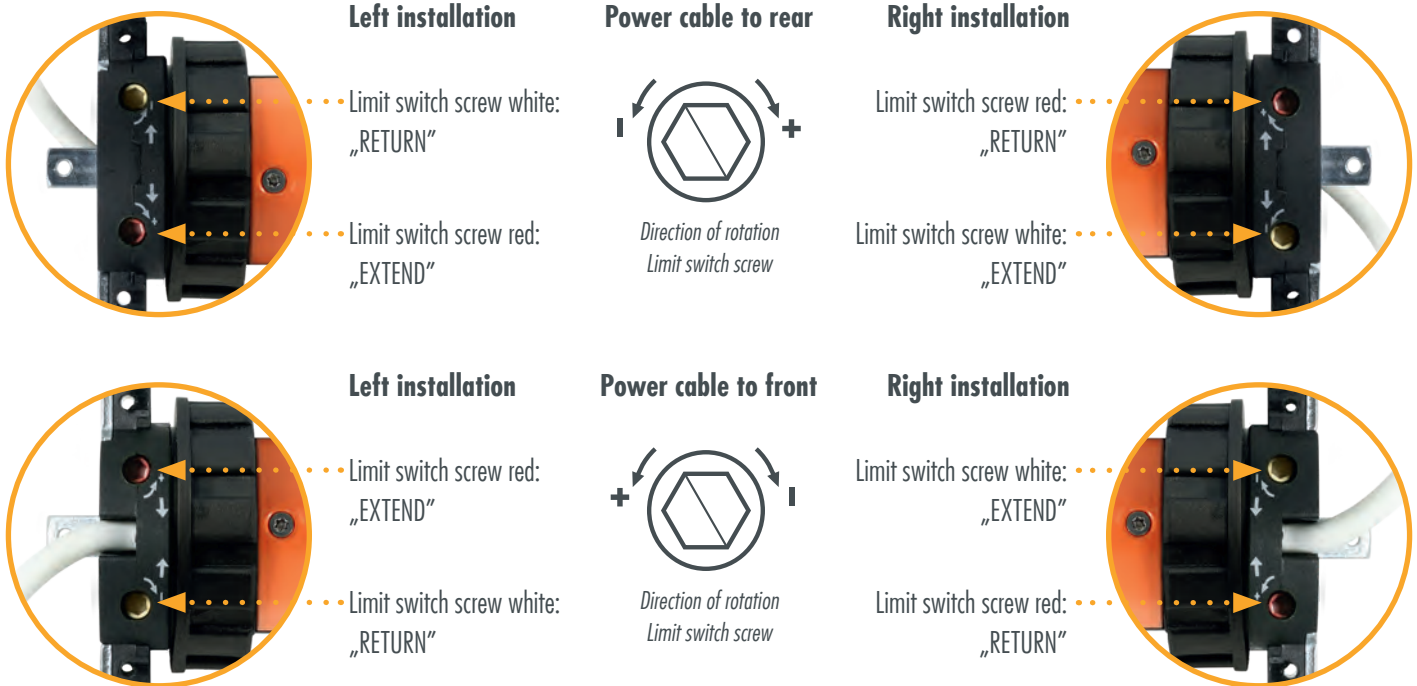 Left installation
Power cable to rear
Right installation
Limit switch screw white:
„RETURN”
Limit switch screw red:
„EXTEND”
–
+
Direction of rotation
Limit switch screw
Limit switch screw red:
„RETURN”
Limit switch screw white:
„EXTEND”
Left installation
Power cable to front
Right installation
Limit switch screw red:
„EXTEND”
Limit switch screw white:
„RETURN”
+
–
Direction of rotation
Limit switch screw
Limit switch screw white:
„EXTEND”
Limit switch screw red:
„RETURN”